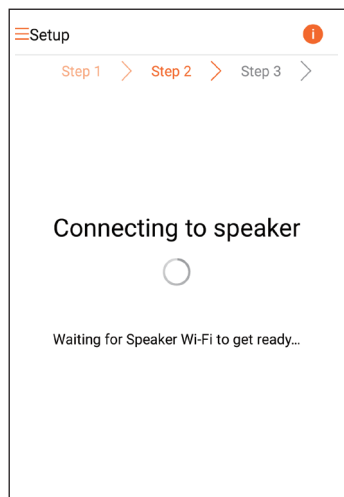 Setup
i
Step 1 Step 2 Step 3
Connecting to speaker
Waiting for Speaker Wi-Fi to get ready...